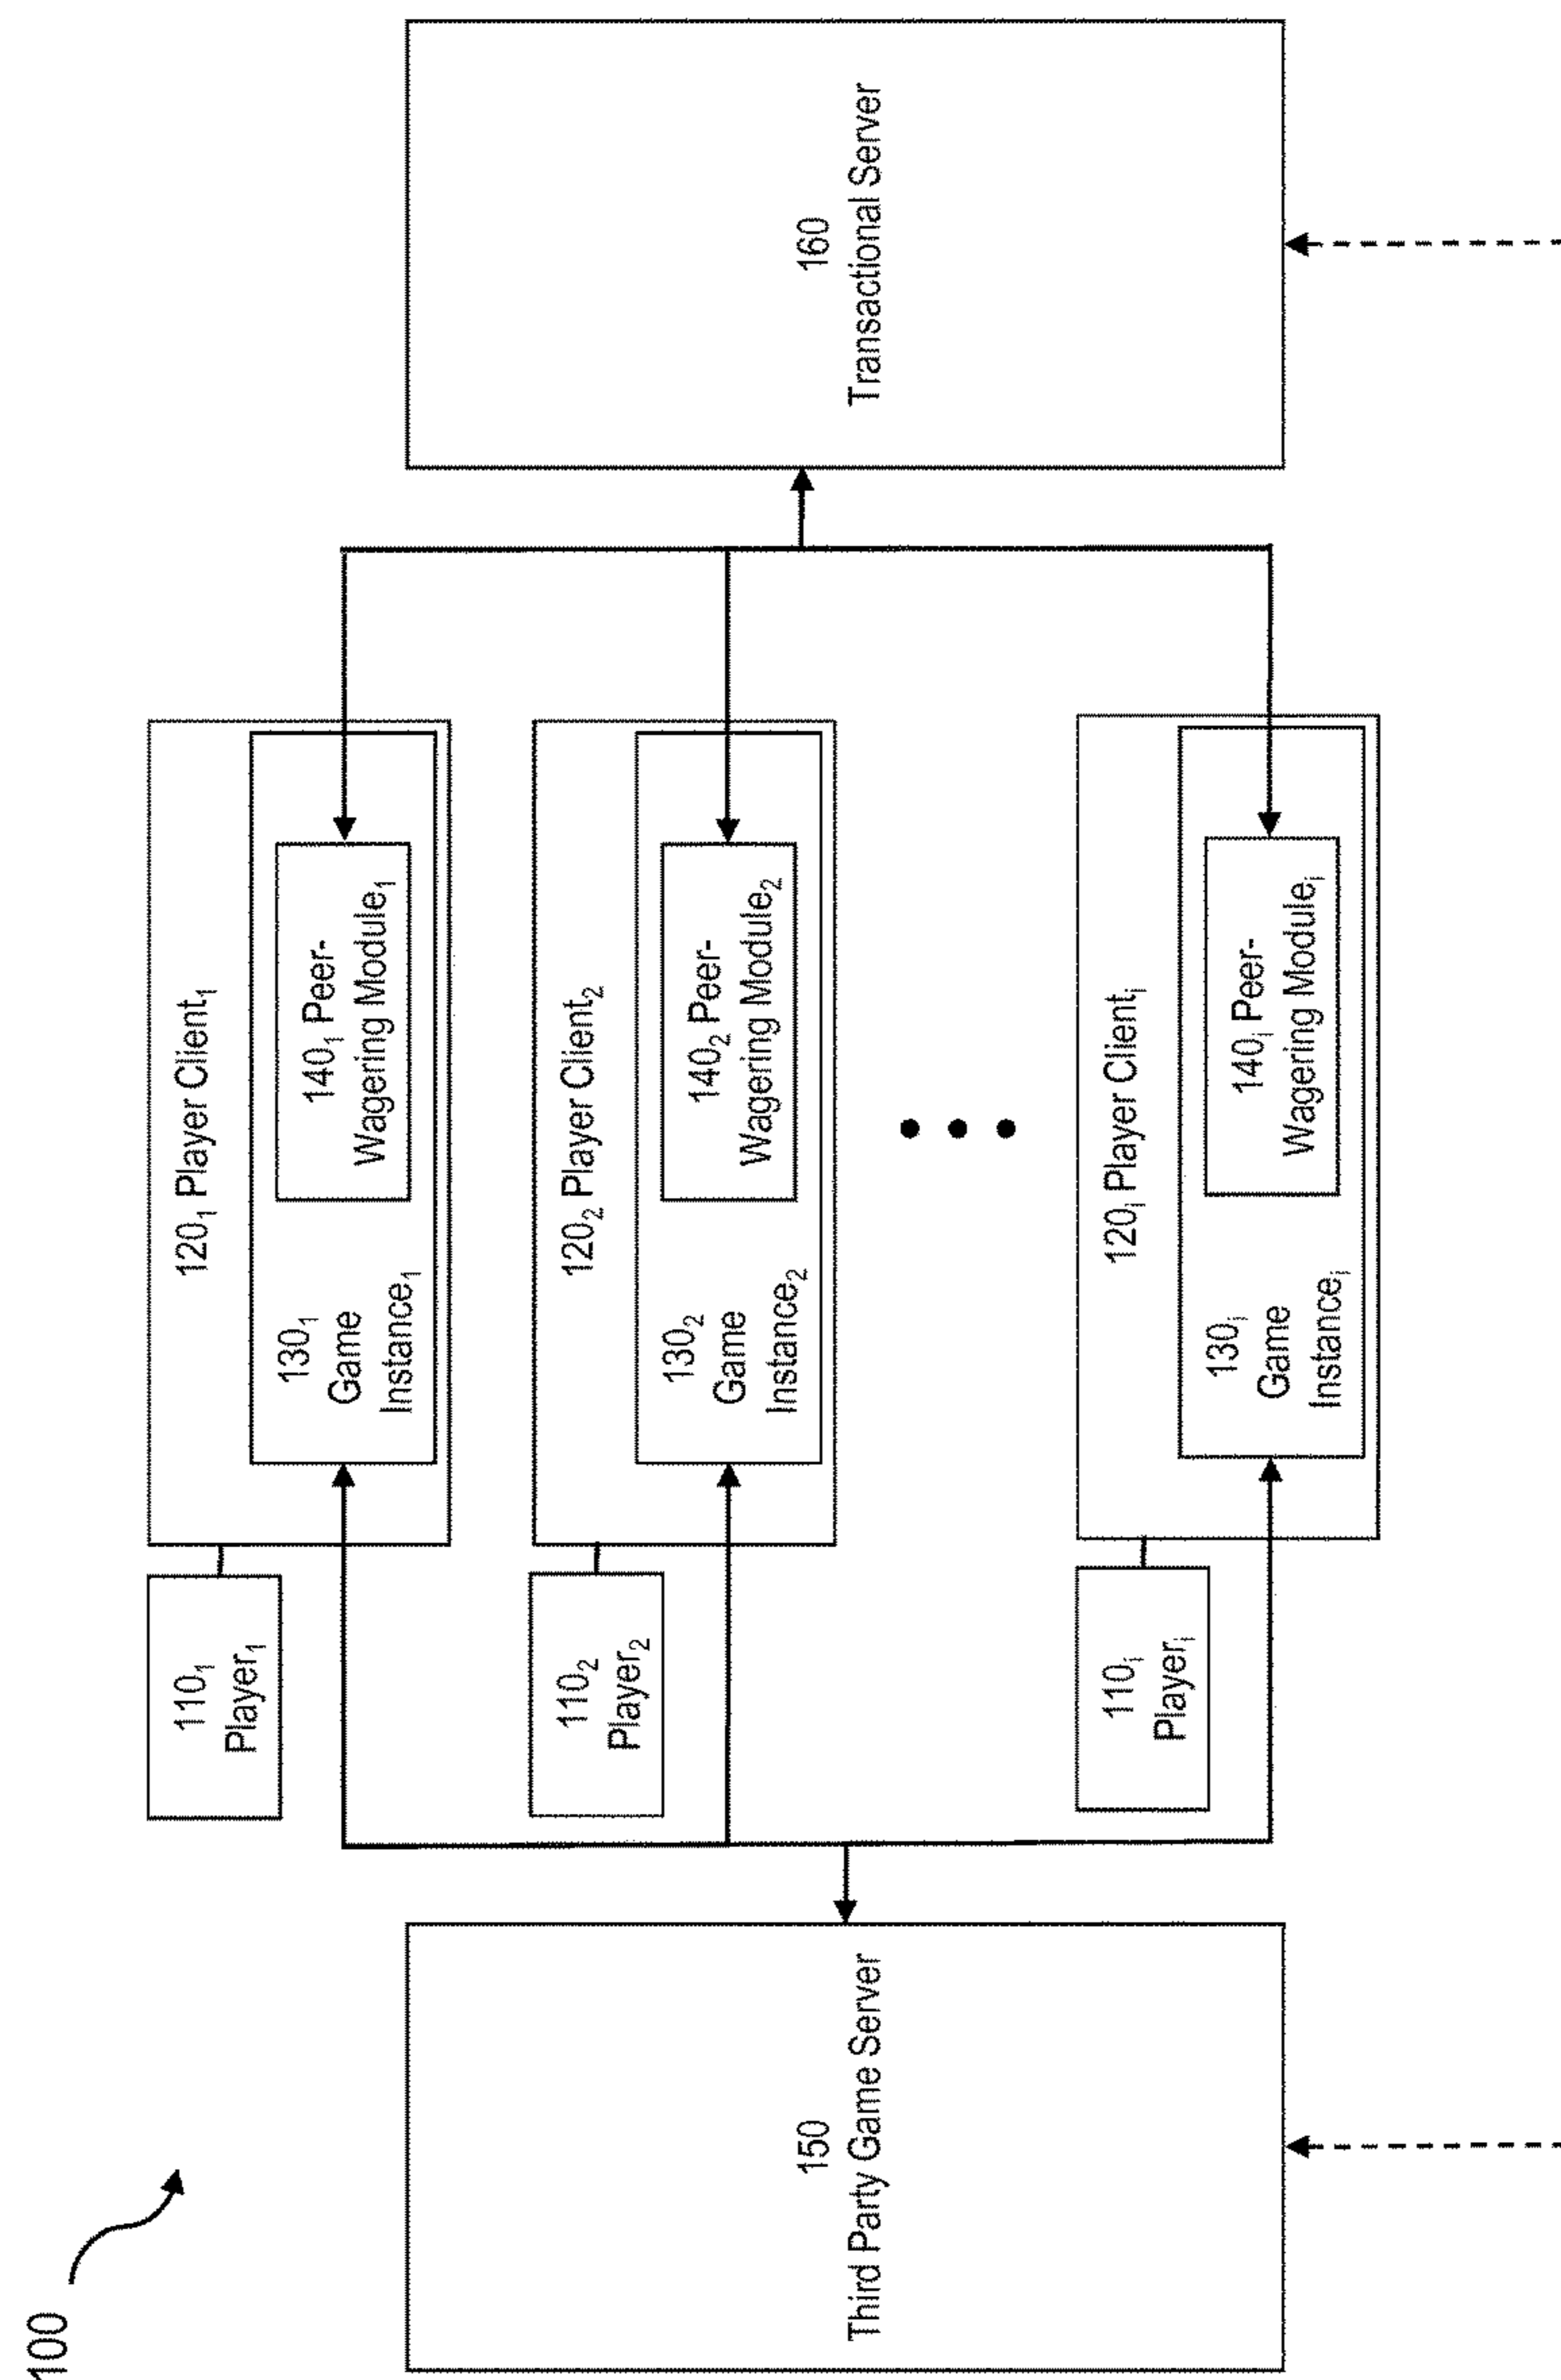 100
110₁
Player₁
120₁ Player Client₁
130₁
Game
Instance₁
140₁ Peer-
Wagering Module₁
110₂
Player₂
120₂ Player Client₂
130₂
Game
Instance₂
140₂ Peer-
Wagering Module₂
110ᵢ
Playerᵢ
120ᵢ Player Clientᵢ
130ᵢ
Game
Instanceᵢ
140ᵢ Peer-
Wagering Moduleᵢ
150
Third Party Game Server
160
Transactional Server